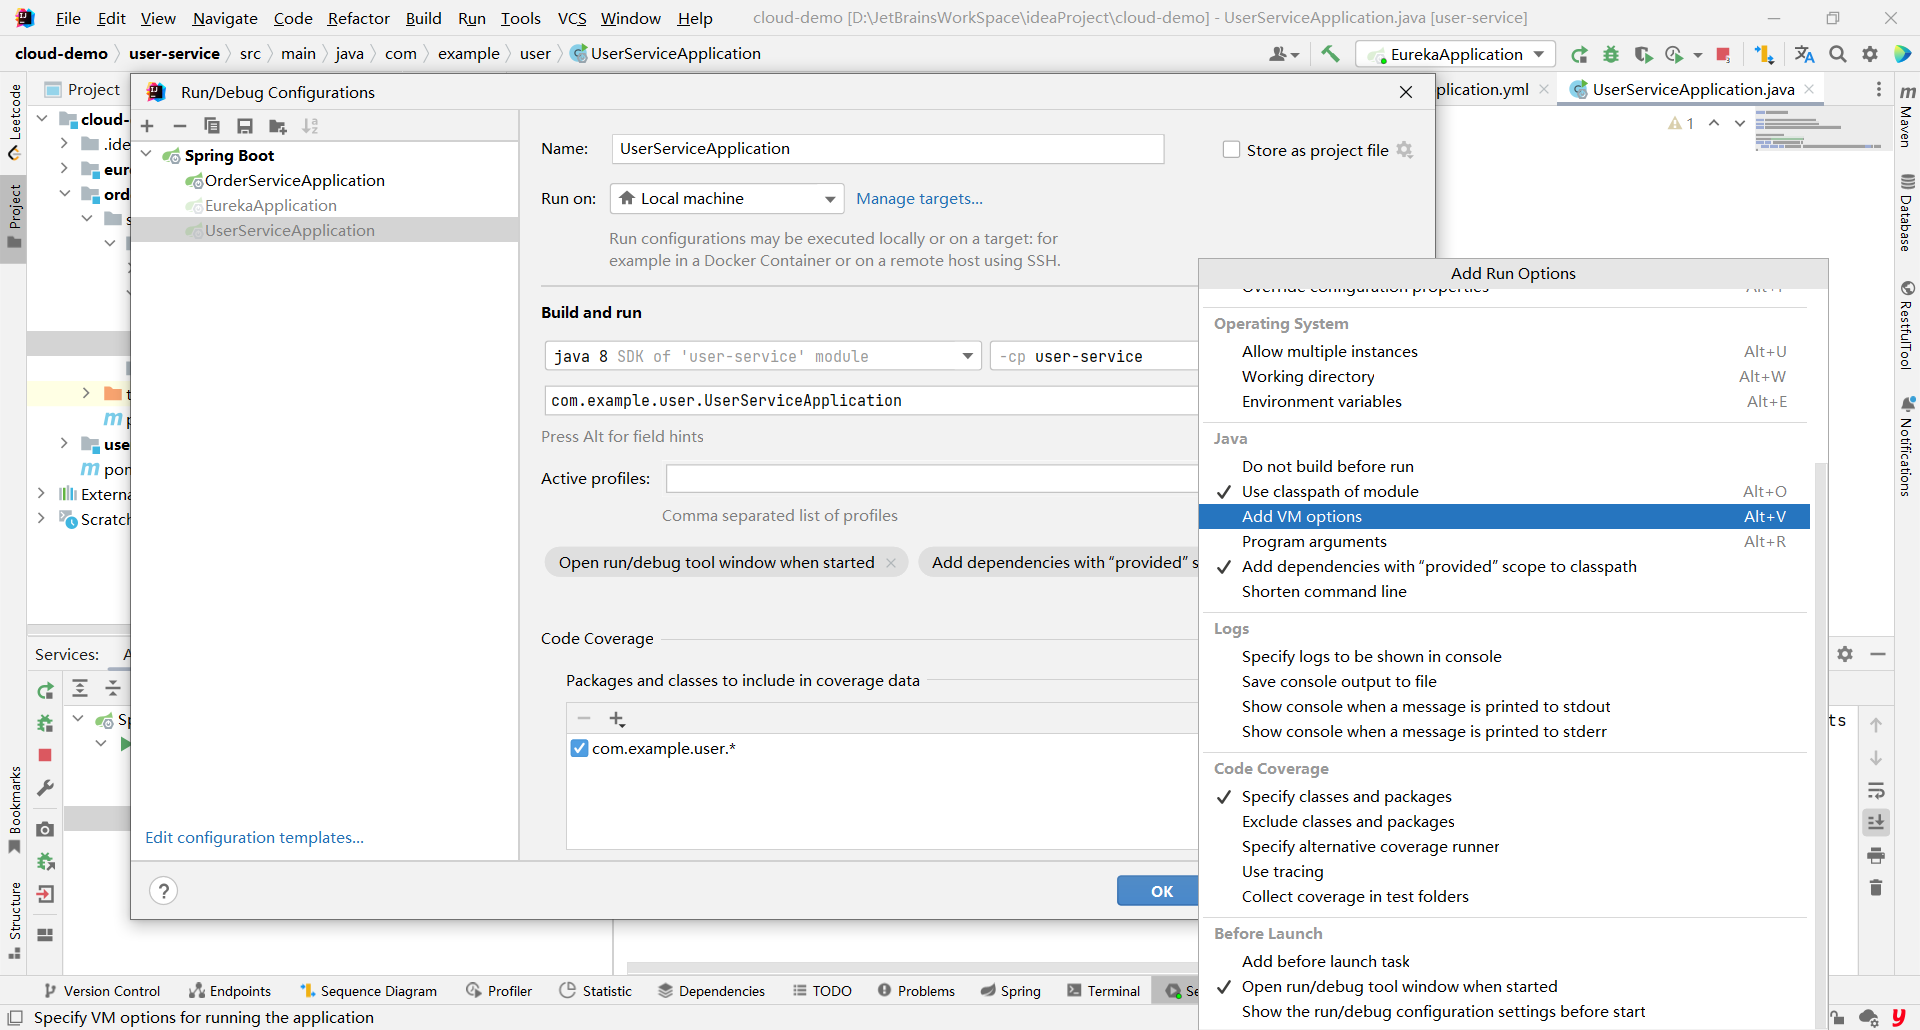 File Edit View Navigate Code Refactor Build Run Tools VCS Window Help cloud-demo [D:\JetBrainsWorkSpace\ideaProject\cloud-demo] - UserServiceApplication.java [user-service]
cloud-demo user-service src main java com example user UserServiceApplication EurekaApplication
Project
plication.yml UserServiceApplication.java
1
Leetcode
Project
Bookmarks
Structure
Maven
Database
RestfulTool
Notifications
cloud-
.ide
eur
ord
s
t
use
pon
Externa
Scratch
Services:
Sp
Run/Debug Configurations
Spring Boot
OrderServiceApplication
EurekaApplication
UserServiceApplication
Edit configuration templates...
Name: UserServiceApplication Store as project file
Run on: Local machine Manage targets...
Run configurations may be executed locally or on a target: for
example in a Docker Container or on a remote host using SSH.
Build and run
java 8 SDK of 'user-service' module -cp user-service
com.example.user.UserServiceApplication
Press Alt for field hints
Active profiles:
Comma separated list of profiles
Open run/debug tool window when started Add dependencies with “provided” s
Code Coverage
Packages and classes to include in coverage data
com.example.user.*
?
OK
Add Run Options
Override configuration properties
Operating System
Allow multiple instances Alt+U
Working directory Alt+W
Environment variables Alt+E
Java
Do not build before run
Use classpath of module Alt+O
Add VM options Alt+V
Program arguments Alt+R
Add dependencies with “provided” scope to classpath
Shorten command line
Logs
Specify logs to be shown in console
Save console output to file
Show console when a message is printed to stdout
Show console when a message is printed to stderr
Code Coverage
Specify classes and packages
Exclude classes and packages
Specify alternative coverage runner
Use tracing
Collect coverage in test folders
Before Launch
Add before launch task
Open run/debug tool window when started
Show the run/debug configuration settings before start
ts
Version Control Endpoints Sequence Diagram Profiler Statistic Dependencies TODO Problems Spring Terminal Se
Specify VM options for running the application